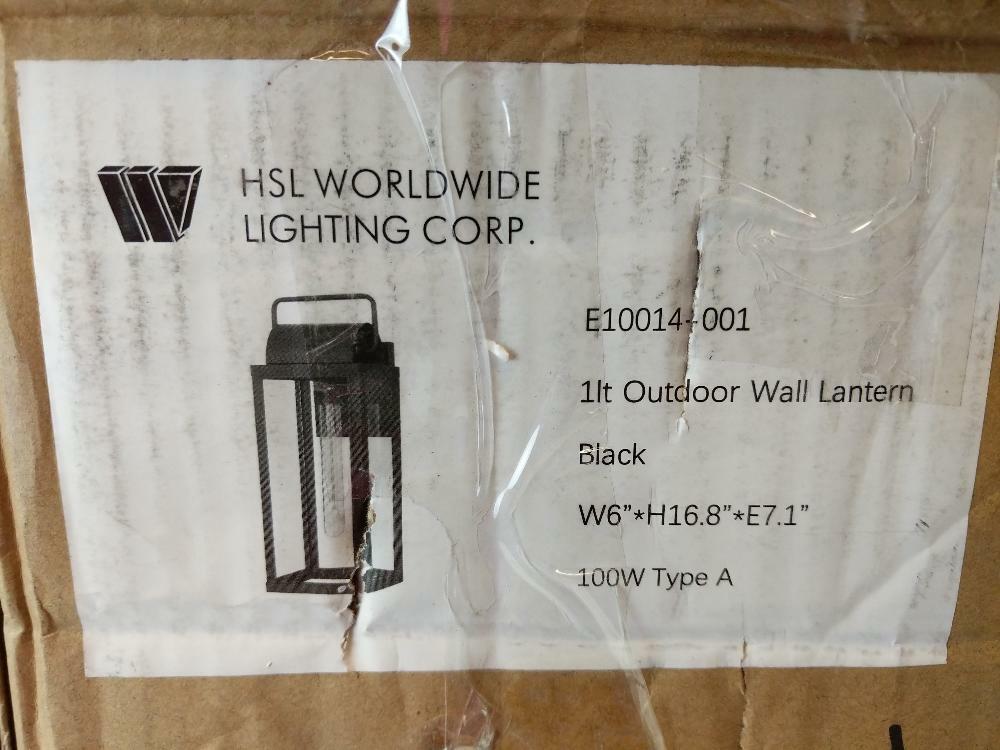 HSL WORLDWIDE
LIGHTING CORP.
E10014-001
1lt Outdoor Wall Lantern
Black
W6”*H16.8”*E7.1”
100W Type A